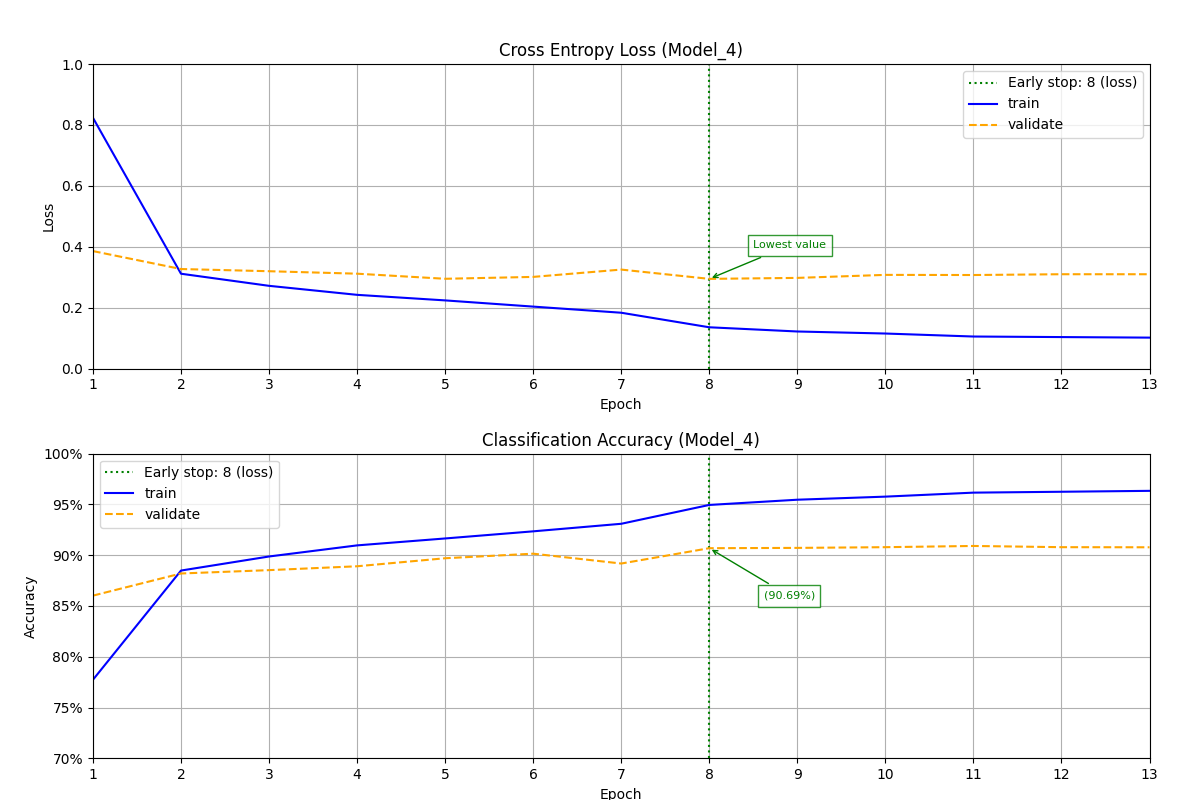 Cross Entropy Loss (Model_4)
1.0
0.8
0.6
0.4
0.2
0.0
Loss
Early stop: 8 (loss)
train
validate
Lowest value
1 2 3 4 5 6 7 8 9 10 11 12 13
Epoch
Classification Accuracy (Model_4)
100%
95%
90%
85%
80%
75%
70%
Accuracy
Early stop: 8 (loss)
train
validate
(90.69%)
1 2 3 4 5 6 7 8 9 10 11 12 13
Epoch